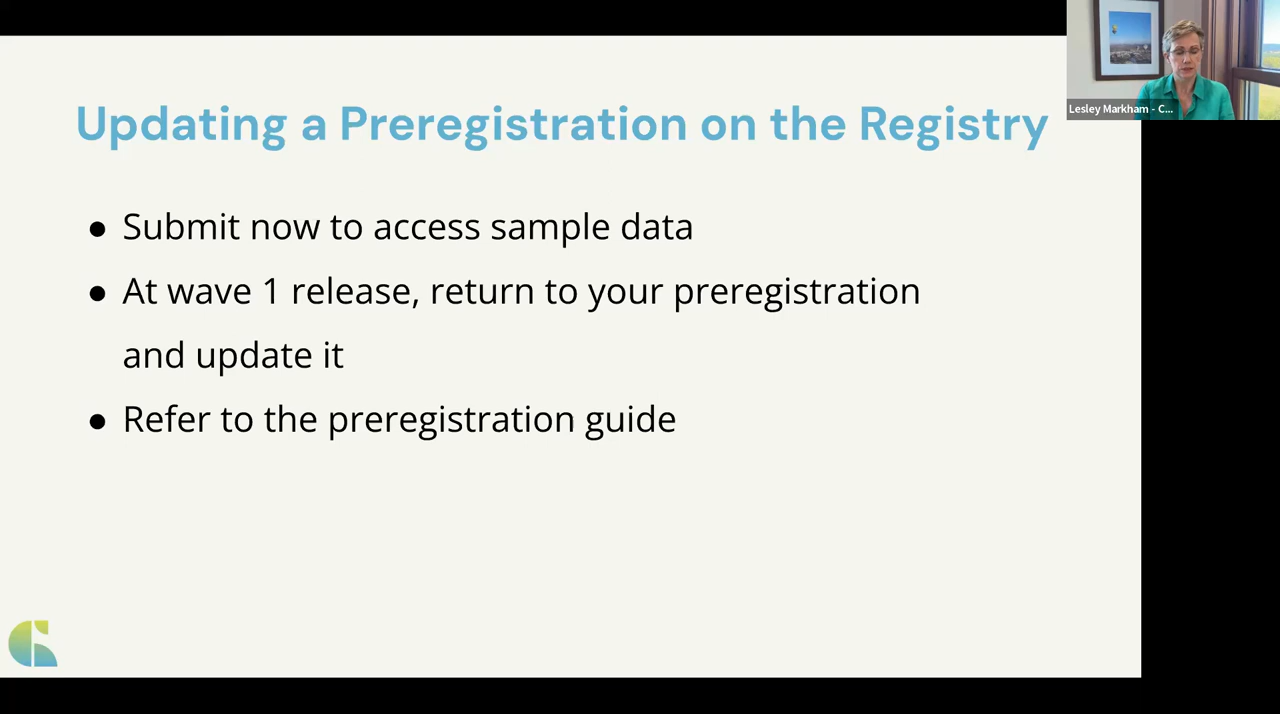 Updating a Preregistration on the Registry
● Submit now to access sample data
● At wave 1 release, return to your preregistration
and update it
● Refer to the preregistration guide
Lesley Markham - C...